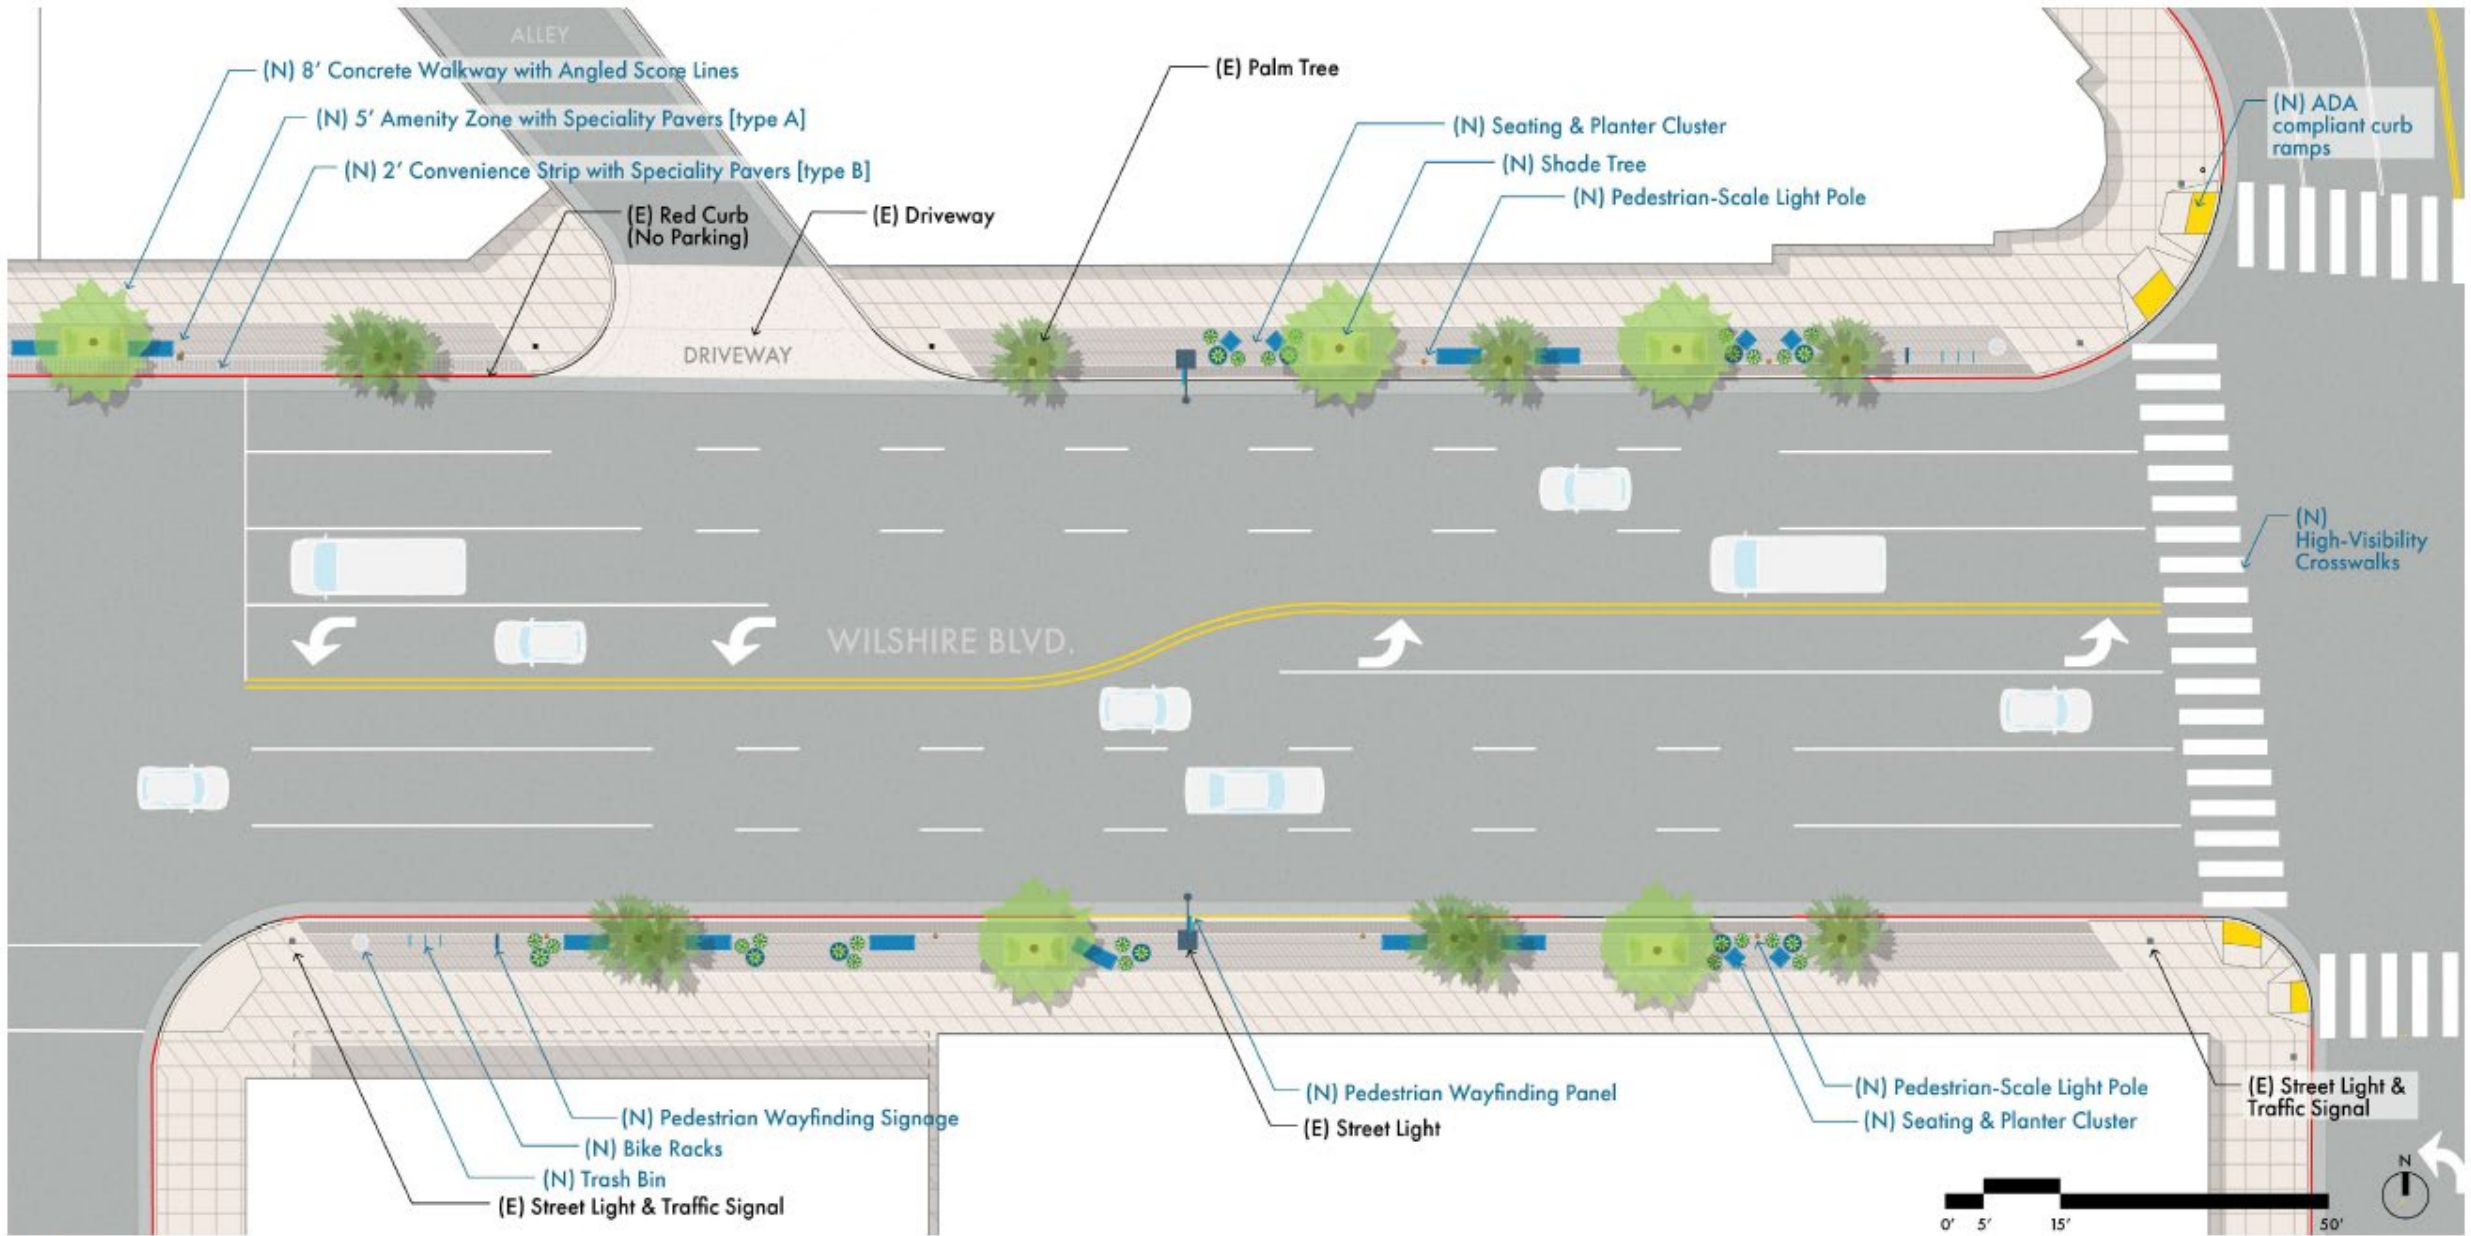 ALLEY
(N) 8’ Concrete Walkway with Angled Score Lines
(N) 5’ Amenity Zone with Speciality Pavers [type A]
(N) 2’ Convenience Strip with Speciality Pavers [type B]
(E) Red Curb
(No Parking)
(E) Driveway
(E) Palm Tree
(N) Seating & Planter Cluster
(N) Shade Tree
(N) Pedestrian-Scale Light Pole
(N) ADA
compliant curb
ramps
DRIVEWAY
(N)
High-Visibility
Crosswalks
WILSHIRE BLVD.
(N) Pedestrian Wayfinding Signage
(N) Bike Racks
(N) Trash Bin
(E) Street Light & Traffic Signal
(N) Pedestrian Wayfinding Panel
(E) Street Light
(N) Pedestrian-Scale Light Pole
(N) Seating & Planter Cluster
(E) Street Light &
Traffic Signal
N
0’ 5’ 15’ 50’